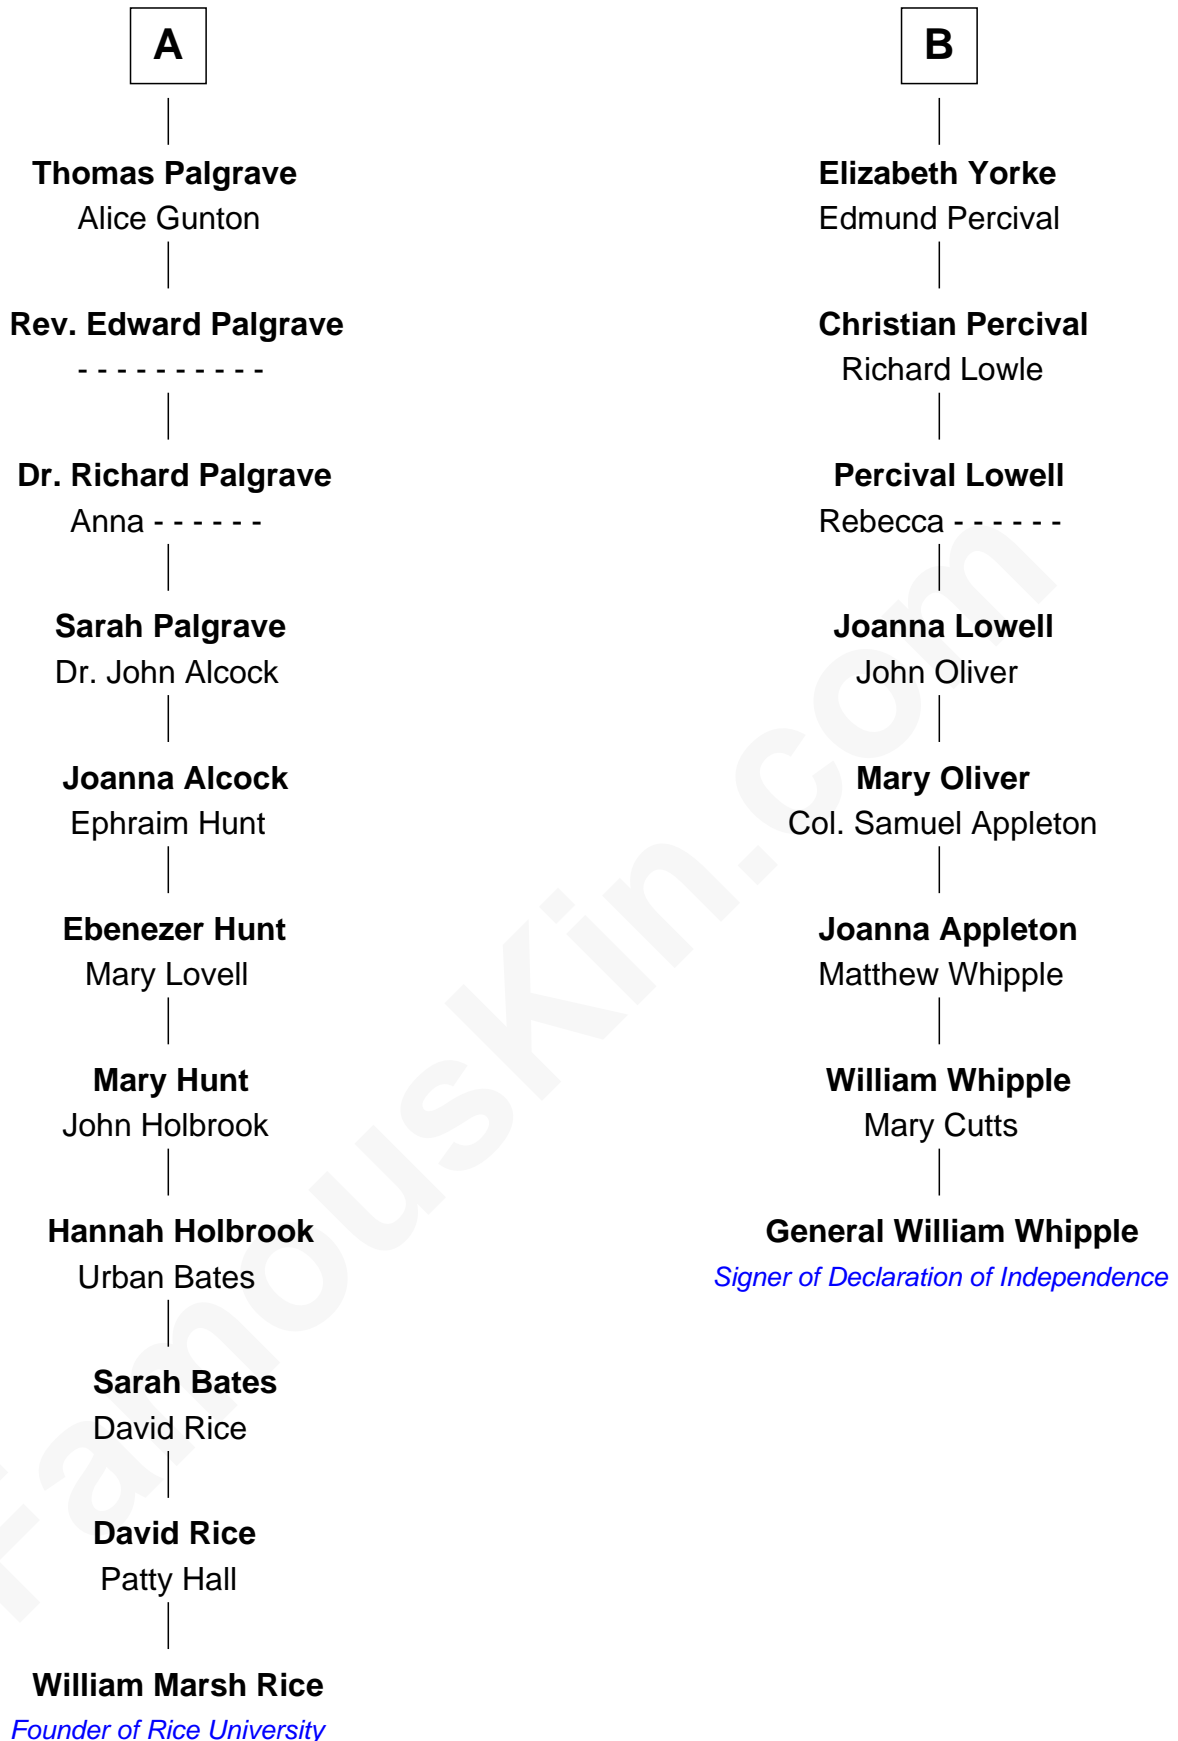 A
Thomas Palgrave
Alice Gunton
Rev. Edward Palgrave
- - - - - - - - - -
Dr. Richard Palgrave
Anna - - - - - -
Sarah Palgrave
Dr. John Alcock
Joanna Alcock
Ephraim Hunt
Ebenezer Hunt
Mary Lovell
Mary Hunt
John Holbrook
Hannah Holbrook
Urban Bates
Sarah Bates
David Rice
David Rice
Patty Hall
William Marsh Rice
Founder of Rice University
B
Elizabeth Yorke
Edmund Percival
Christian Percival
Richard Lowle
Percival Lowell
Rebecca - - - - - -
Joanna Lowell
John Oliver
Mary Oliver
Col. Samuel Appleton
Joanna Appleton
Matthew Whipple
William Whipple
Mary Cutts
General William Whipple
Signer of Declaration of Independence
FamousKin.com